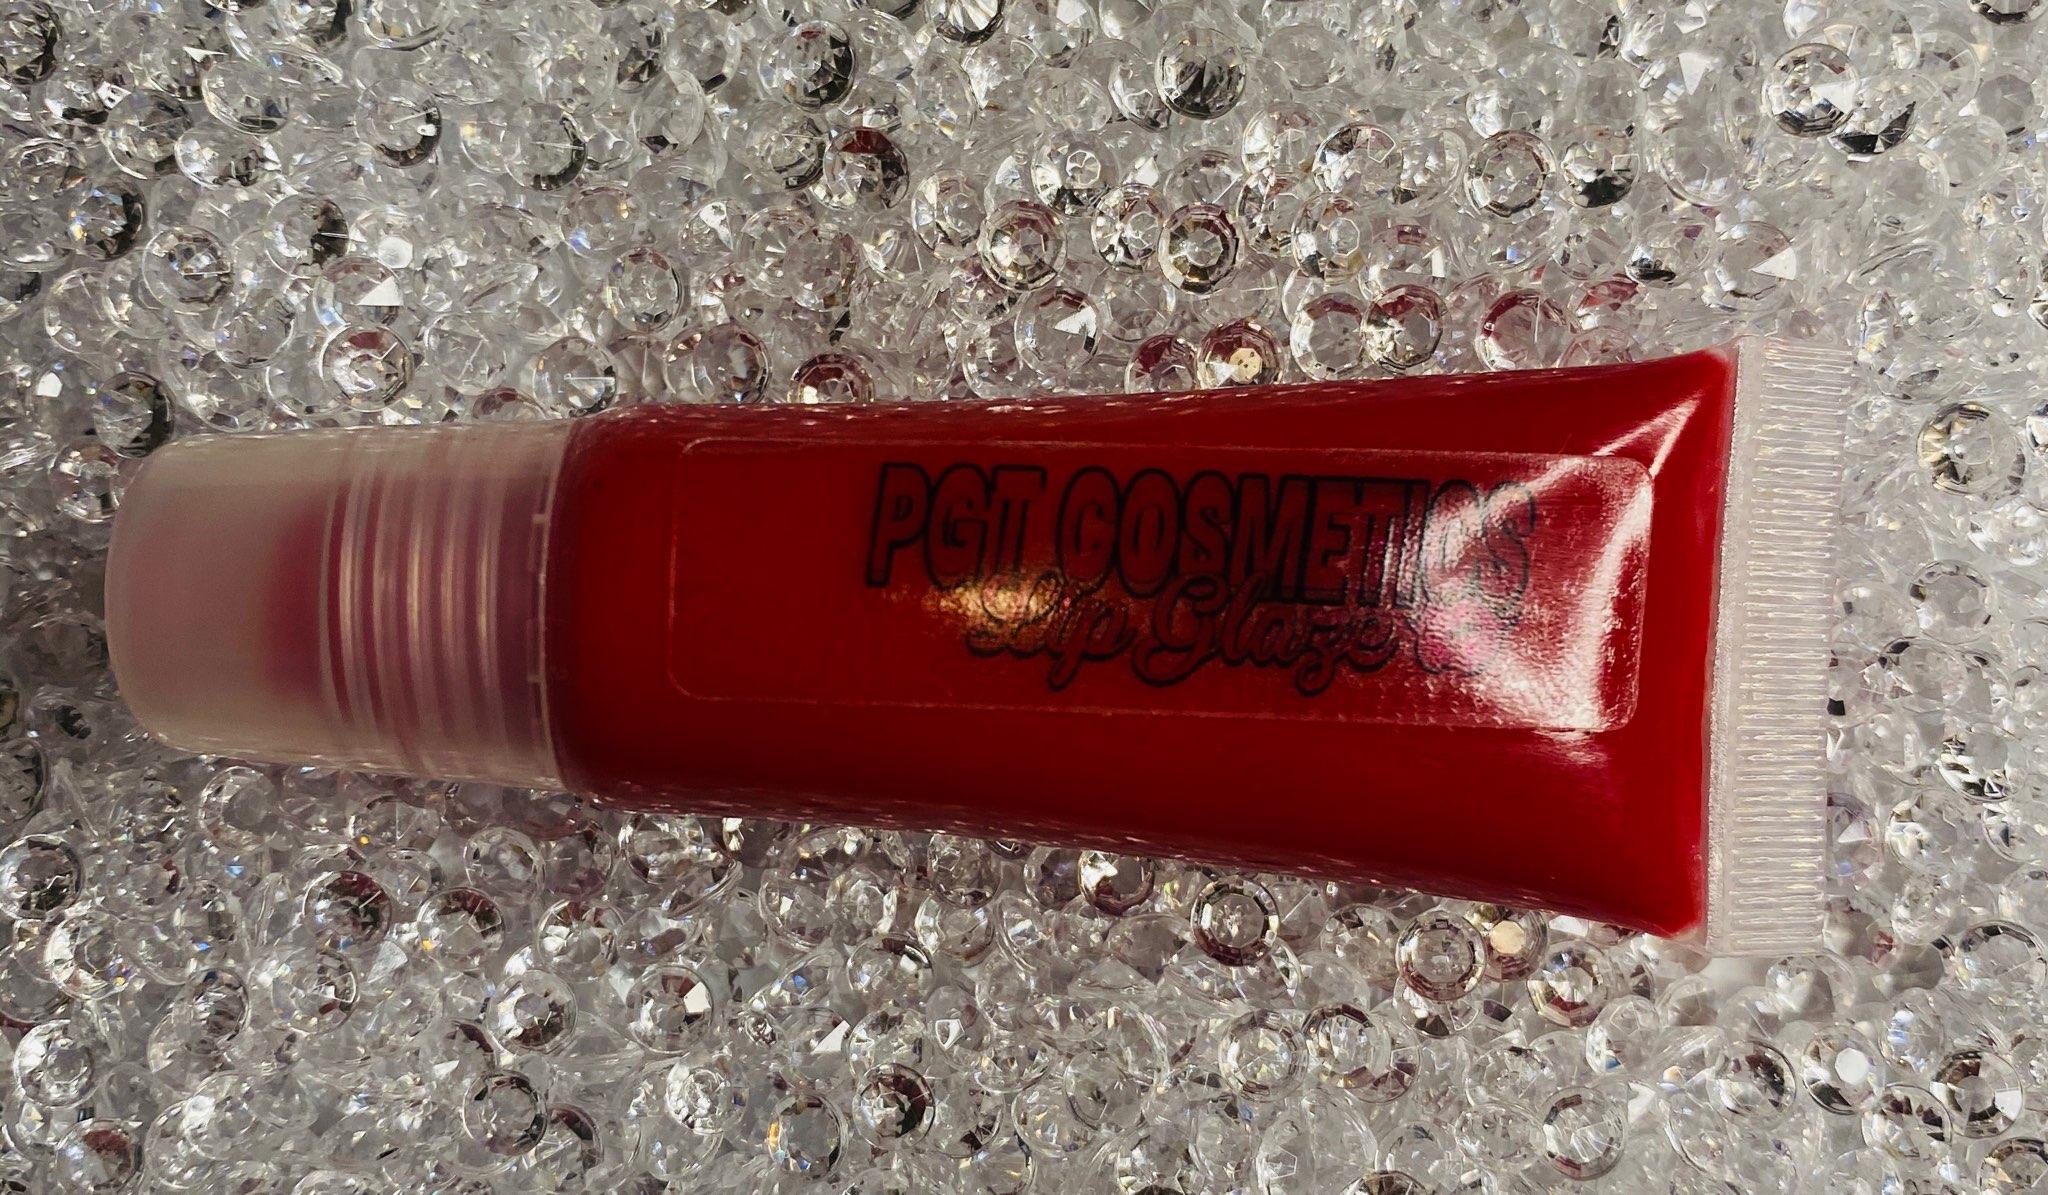 PGT COSMETICS
Lip Glaze